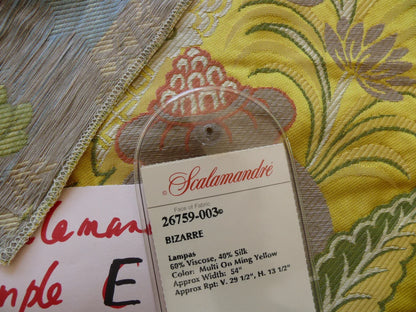 © Scalamandré
Face of Fabric
26759-003©
BIZARRE
Lampas
60% Viscose, 40% Silk
Color: Multi On Ming Yellow
Approx Width: 54"
Approx Rpt: V. 29 1/2", H. 13 1/2"
E